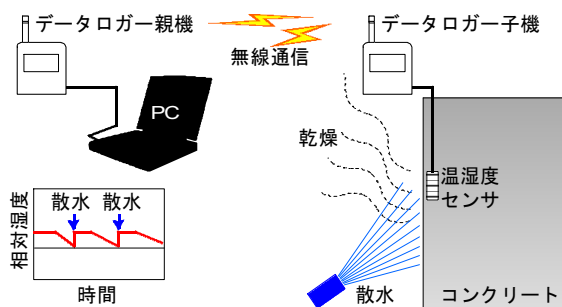 データロガー親機
データロガー子機
無線通信
PC
乾燥
温湿度
センサ
散水 散水
相対湿度
時間
散水
コンクリート